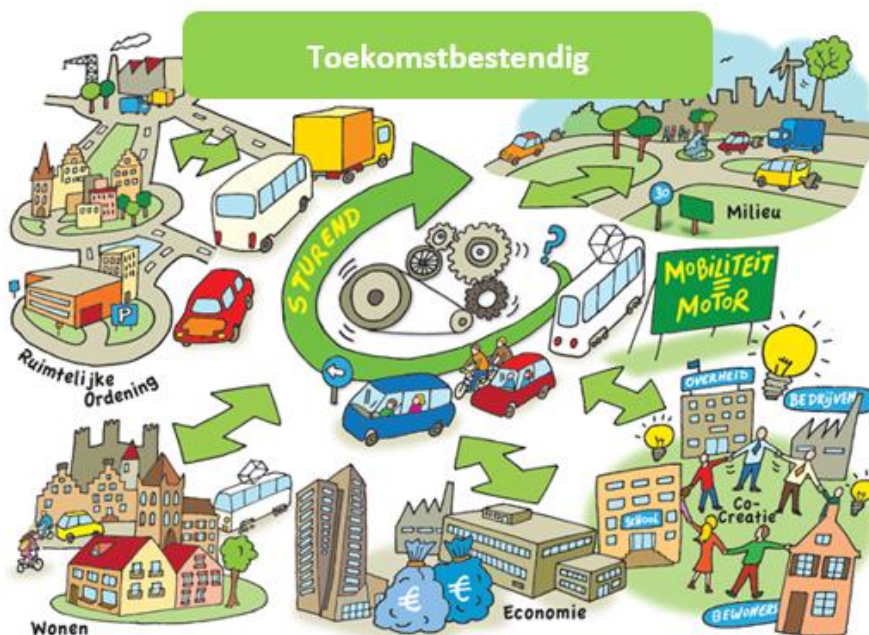 Toekomstbestendig
STUREND
?
30
Milieu
MOBILITEIT
=
MOTOR
P
Ruimtelijke
Ordening
OVERHEID
BEDRIJVEN
SCHOOL
Co-
Creatie
BEWONERS
Wonen
€ €
Economie